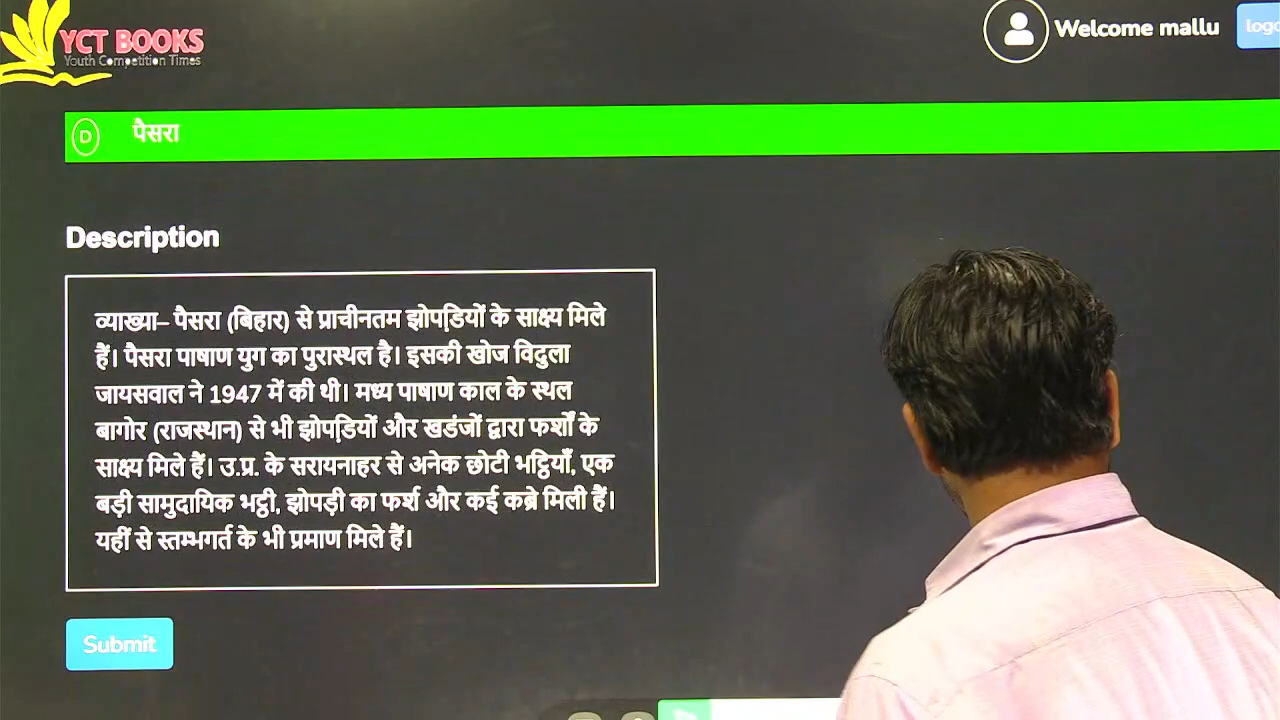 YCT BOOKS
Youth Competition Times
Welcome mallu
D पैसरा
Description
व्याख्या– पैसरा (बिहार) से प्राचीनतम झोपडि़यों के साक्ष्य मिले
हैं। पैसरा पाषाण युग का पुरास्थल है। इसकी खोज विदुला
जायसवाल ने 1947 में की थी। मध्य पाषाण काल के स्थल
बागोर (राजस्थान) से भी झोपडि़यों और खडंजों द्वारा फर्शों के
साक्ष्य मिले हैं। उ.प्र. के सरायनाहर से अनेक छोटी भट्ठियाँ, एक
बड़ी सामुदायिक भट्ठी, झोपड़ी का फर्श और कई कब्रे मिली हैं।
यहीं से स्तम्भगर्त के भी प्रमाण मिले हैं।
Submit